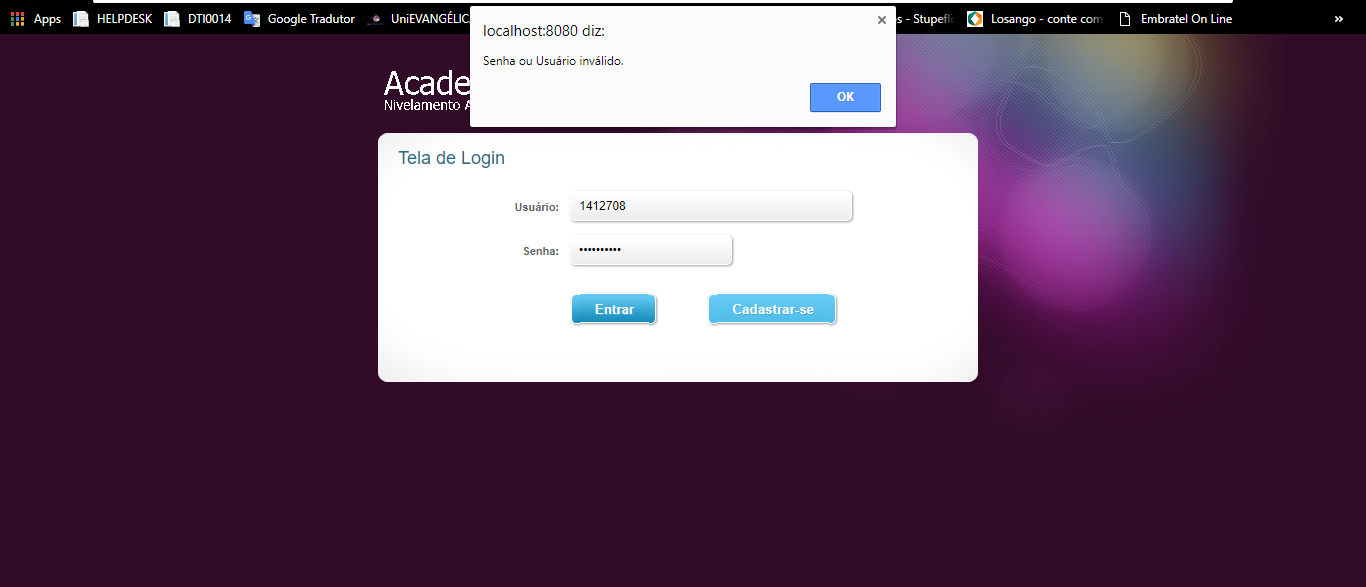 Apps HELPDESK DTI0014 Google Tradutor UniEVANGÉLIC - Stupefi Losango - conte com Embratel On Line »
localhost:8080 diz:
Senha ou Usuário inválido.
OK
Acade
Nivelamento A
Tela de Login
Usuário: 1412708
Senha: ••••••••••
Entrar Cadastrar-se